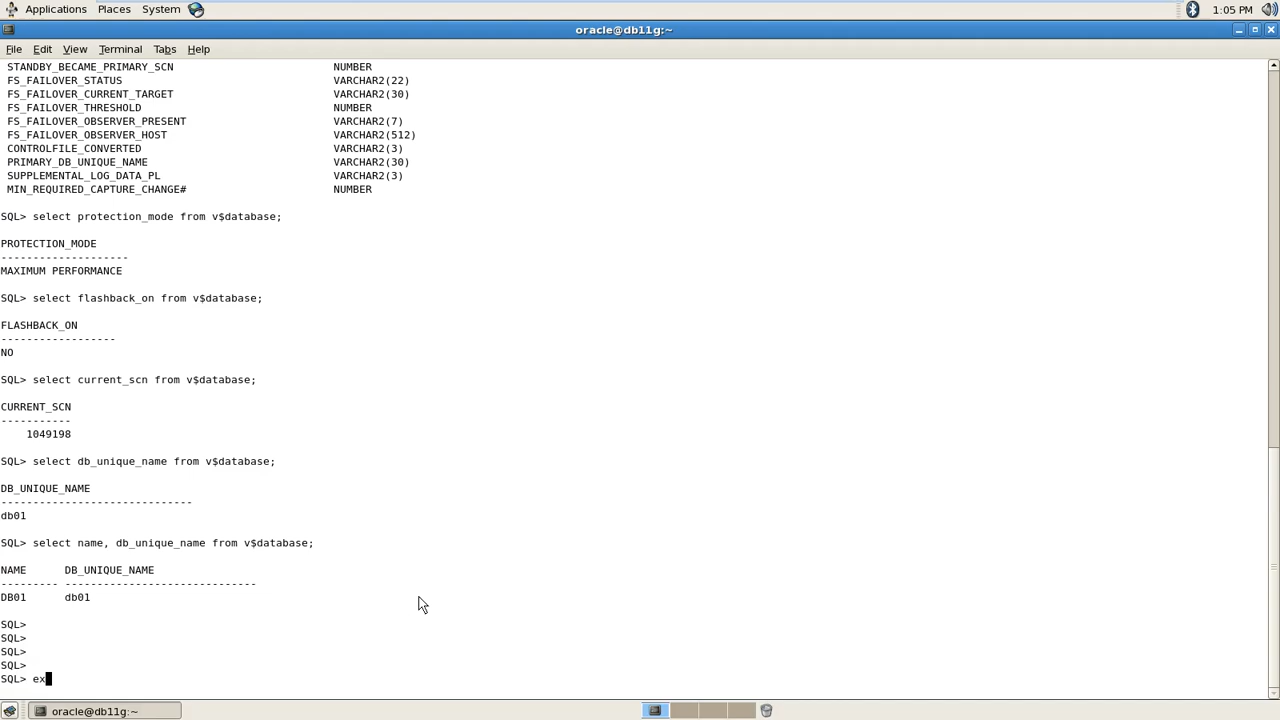 Applications Places System 1:05 PM
oracle@db11g:~
File Edit View Terminal Tabs Help
STANDBY_BECAME_PRIMARY_SCN NUMBER
FS_FAILOVER_STATUS VARCHAR2(22)
FS_FAILOVER_CURRENT_TARGET VARCHAR2(30)
FS_FAILOVER_THRESHOLD NUMBER
FS_FAILOVER_OBSERVER_PRESENT VARCHAR2(7)
FS_FAILOVER_OBSERVER_HOST VARCHAR2(512)
CONTROLFILE_CONVERTED VARCHAR2(3)
PRIMARY_DB_UNIQUE_NAME VARCHAR2(30)
SUPPLEMENTAL_LOG_DATA_PL VARCHAR2(3)
MIN_REQUIRED_CAPTURE_CHANGE# NUMBER
SQL> select protection_mode from v$database;
PROTECTION_MODE
--------------------
MAXIMUM PERFORMANCE
SQL> select flashback_on from v$database;
FLASHBACK_ON
------------------
NO
SQL> select current_scn from v$database;
CURRENT_SCN
-----------
1049198
SQL> select db_unique_name from v$database;
DB_UNIQUE_NAME
------------------------------
db01
SQL> select name, db_unique_name from v$database;
NAME DB_UNIQUE_NAME
--------- ------------------------------
DB01 db01
SQL>
SQL>
SQL>
SQL>
SQL> ex
oracle@db11g:~